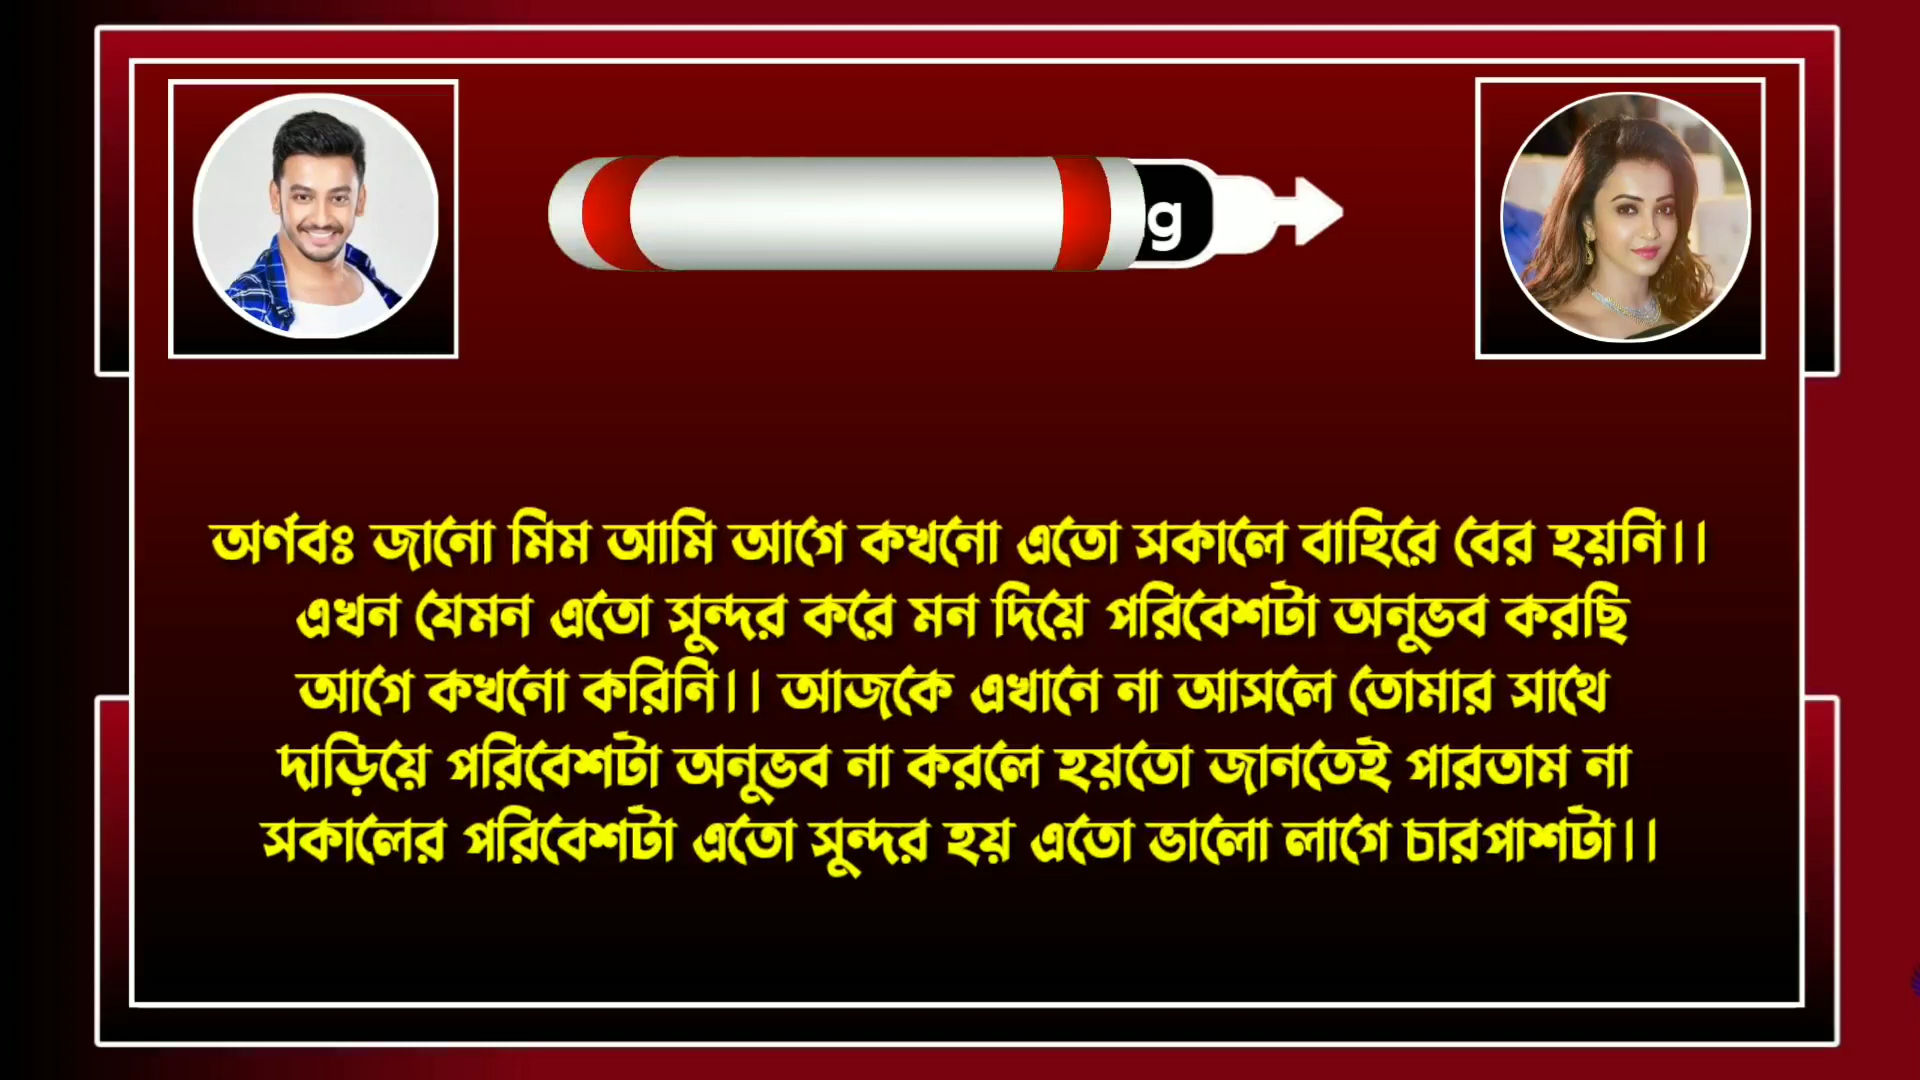 g
অর্ণবঃ জানো মিম আমি আগে কখনো এতো সকালে বাহিরে বের হয়নি।।
এখন যেমন এতো সুন্দর করে মন দিয়ে পরিবেশটা অনুভব করছি
আগে কখনো করিনি।। আজকে এখানে না আসলে তোমার সাথে
দাড়িয়ে পরিবেশটা অনুভব না করলে হয়তো জানতেই পারতাম না
সকালের পরিবেশটা এতো সুন্দর হয় এতো ভালো লাগে চারপাশটা।।